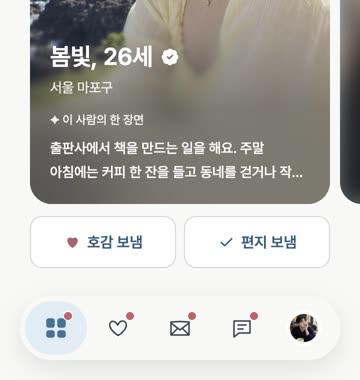 봄빛, 26세
서울 마포구
이 사람의 한 장면
출판사에서 책을 만드는 일을 해요. 주말
아침에는 커피 한 잔을 들고 동네를 걷거나 작...
호감 보냄
편지 보냄